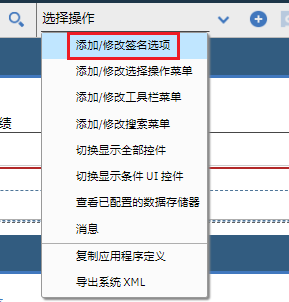 选择操作
添加/修改签名选项
添加/修改选择操作菜单
添加/修改工具栏菜单
绩
添加/修改搜索菜单
切换显示全部控件
切换显示条件 UI 控件
查看已配置的数据存储器
消息
复制应用程序定义
导出系统 XML